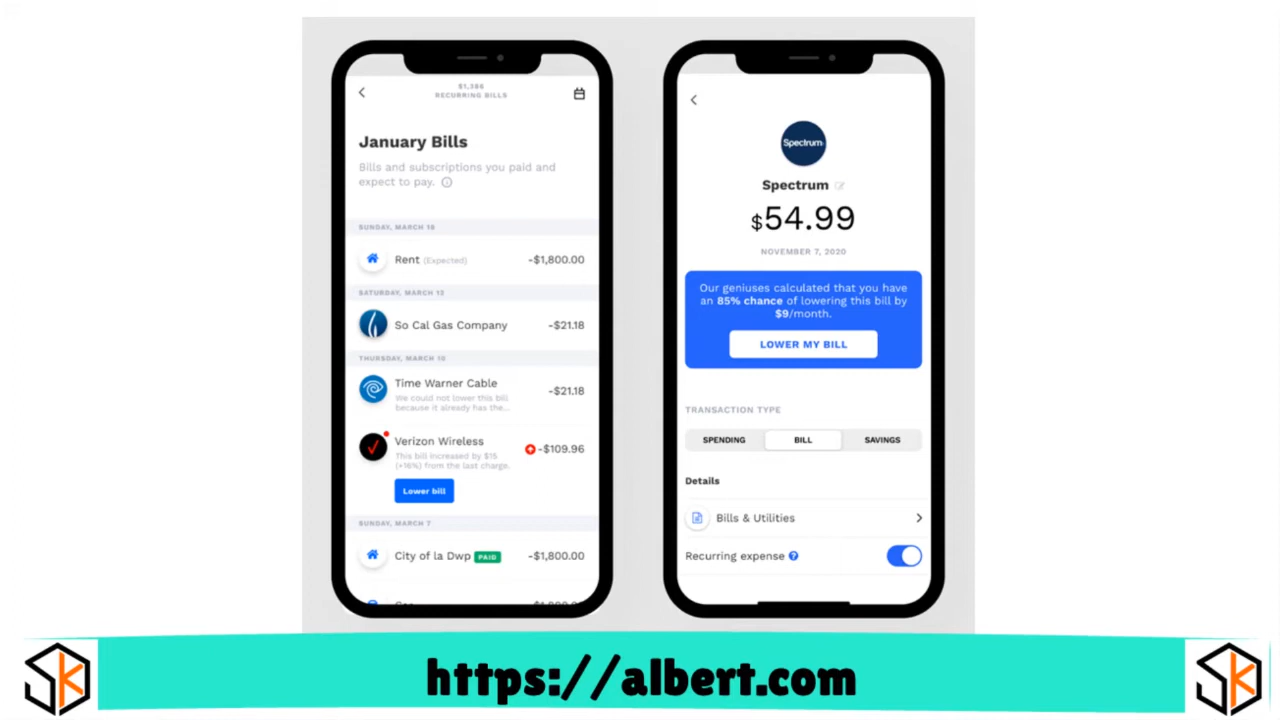 $1,386
RECURRING BILLS
January Bills
Bills and subscriptions you paid and
expect to pay.
SUNDAY, MARCH 18
Rent (Expected) -$1,800.00
SATURDAY, MARCH 12
So Cal Gas Company -$21.18
THURSDAY, MARCH 10
Time Warner Cable -$21.18
We could not lower this bill
because it already has the...
Verizon Wireless -$109.96
This bill increased by $15
(+16%) from the last charge.
Lower bill
SUNDAY, MARCH 7
City of la Dwp PAID -$1,800.00
Spectrum
Spectrum
$54.99
NOVEMBER 7, 2020
Our geniuses calculated that you have
an 85% chance of lowering this bill by
$9/month.
LOWER MY BILL
TRANSACTION TYPE
SPENDING BILL SAVINGS
Details
Bills & Utilities
Recurring expense ?
SK https://albert.com SK